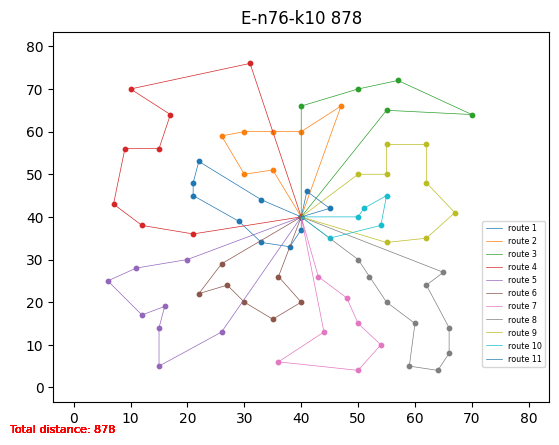 E-n76-k10 878
80
70
60
50
40
30
20
10
0
0 10 20 30 40 50 60 70 80
route 1
route 2
route 3
route 4
route 5
route 6
route 7
route 8
route 9
route 10
route 11
Total distance: 878